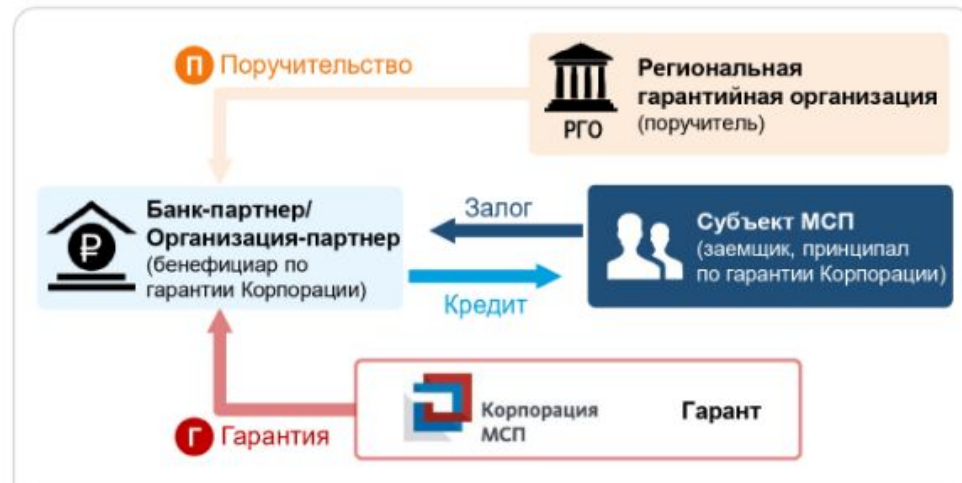 П Поручительство
Региональная
гарантийная организация
(поручитель)
РГО
Банк-партнер/
Организация-партнер
(бенефициар по
гарантии Корпорации)
Залог
Кредит
Субъект МСП
(заемщик, принципал
по гарантии Корпорации)
Корпорация
МСП
Гарант
Г Гарантия